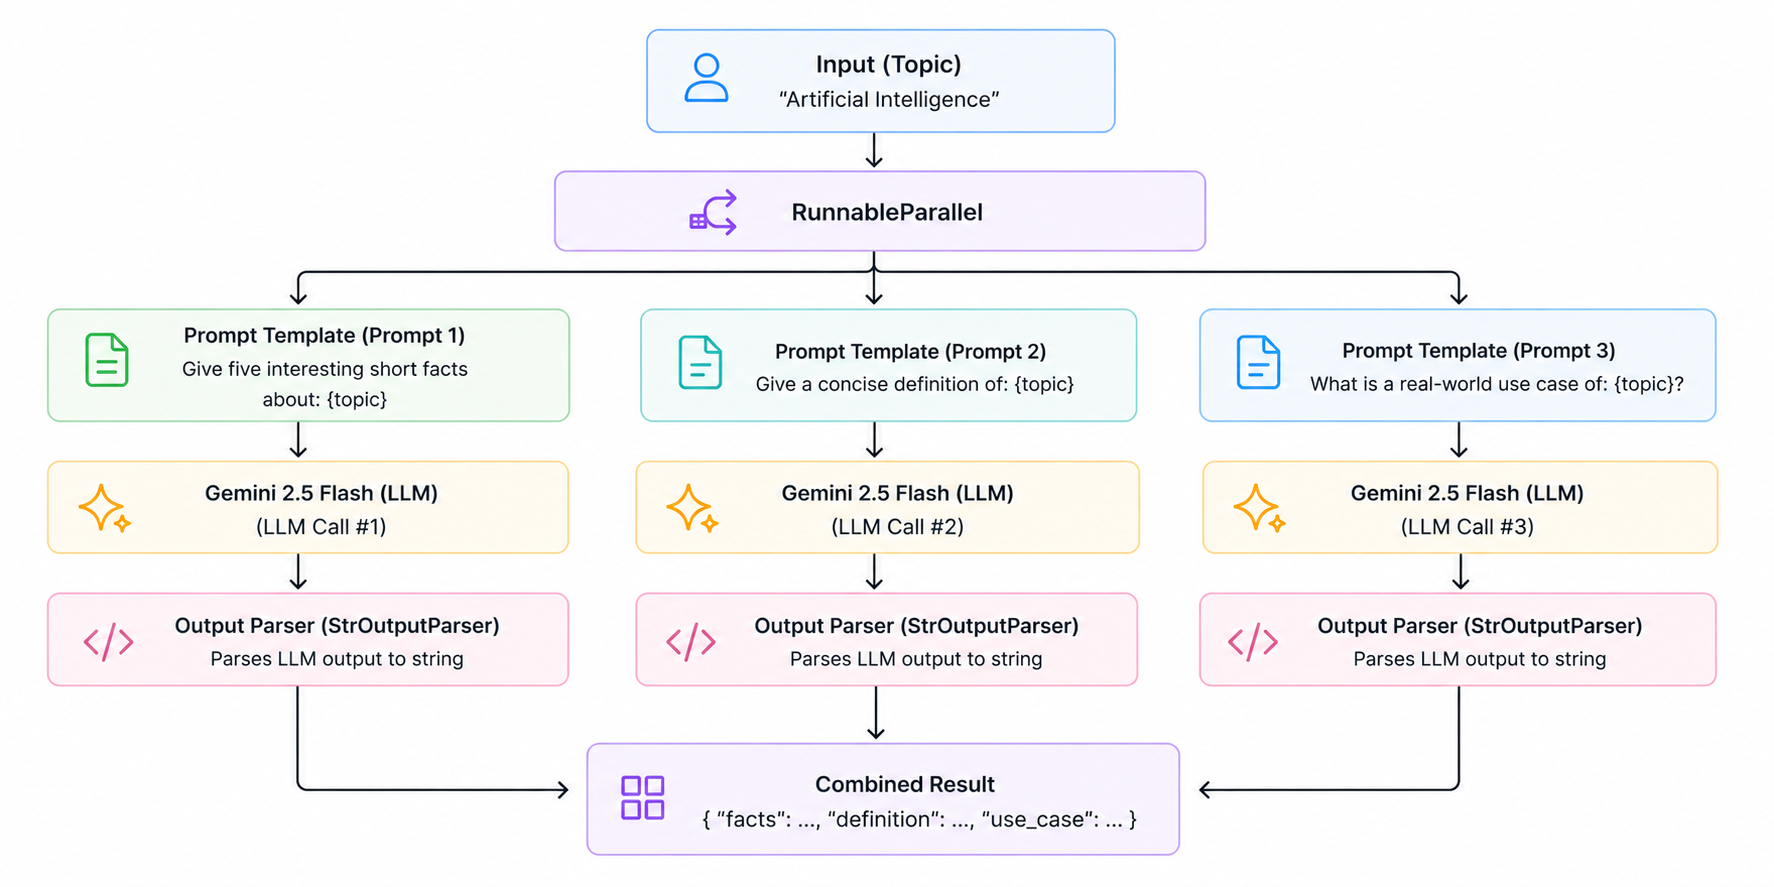 Input (Topic)
“Artificial Intelligence”
RunnableParallel
Prompt Template (Prompt 1)
Give five interesting short facts
about: {topic}
Prompt Template (Prompt 2)
Give a concise definition of: {topic}
Prompt Template (Prompt 3)
What is a real-world use case of: {topic}?
Gemini 2.5 Flash (LLM)
(LLM Call #1)
Gemini 2.5 Flash (LLM)
(LLM Call #2)
Gemini 2.5 Flash (LLM)
(LLM Call #3)
Output Parser (StrOutputParser)
Parses LLM output to string
Output Parser (StrOutputParser)
Parses LLM output to string
Output Parser (StrOutputParser)
Parses LLM output to string
Combined Result
{ “facts”: ..., “definition”: ..., “use_case”: ... }